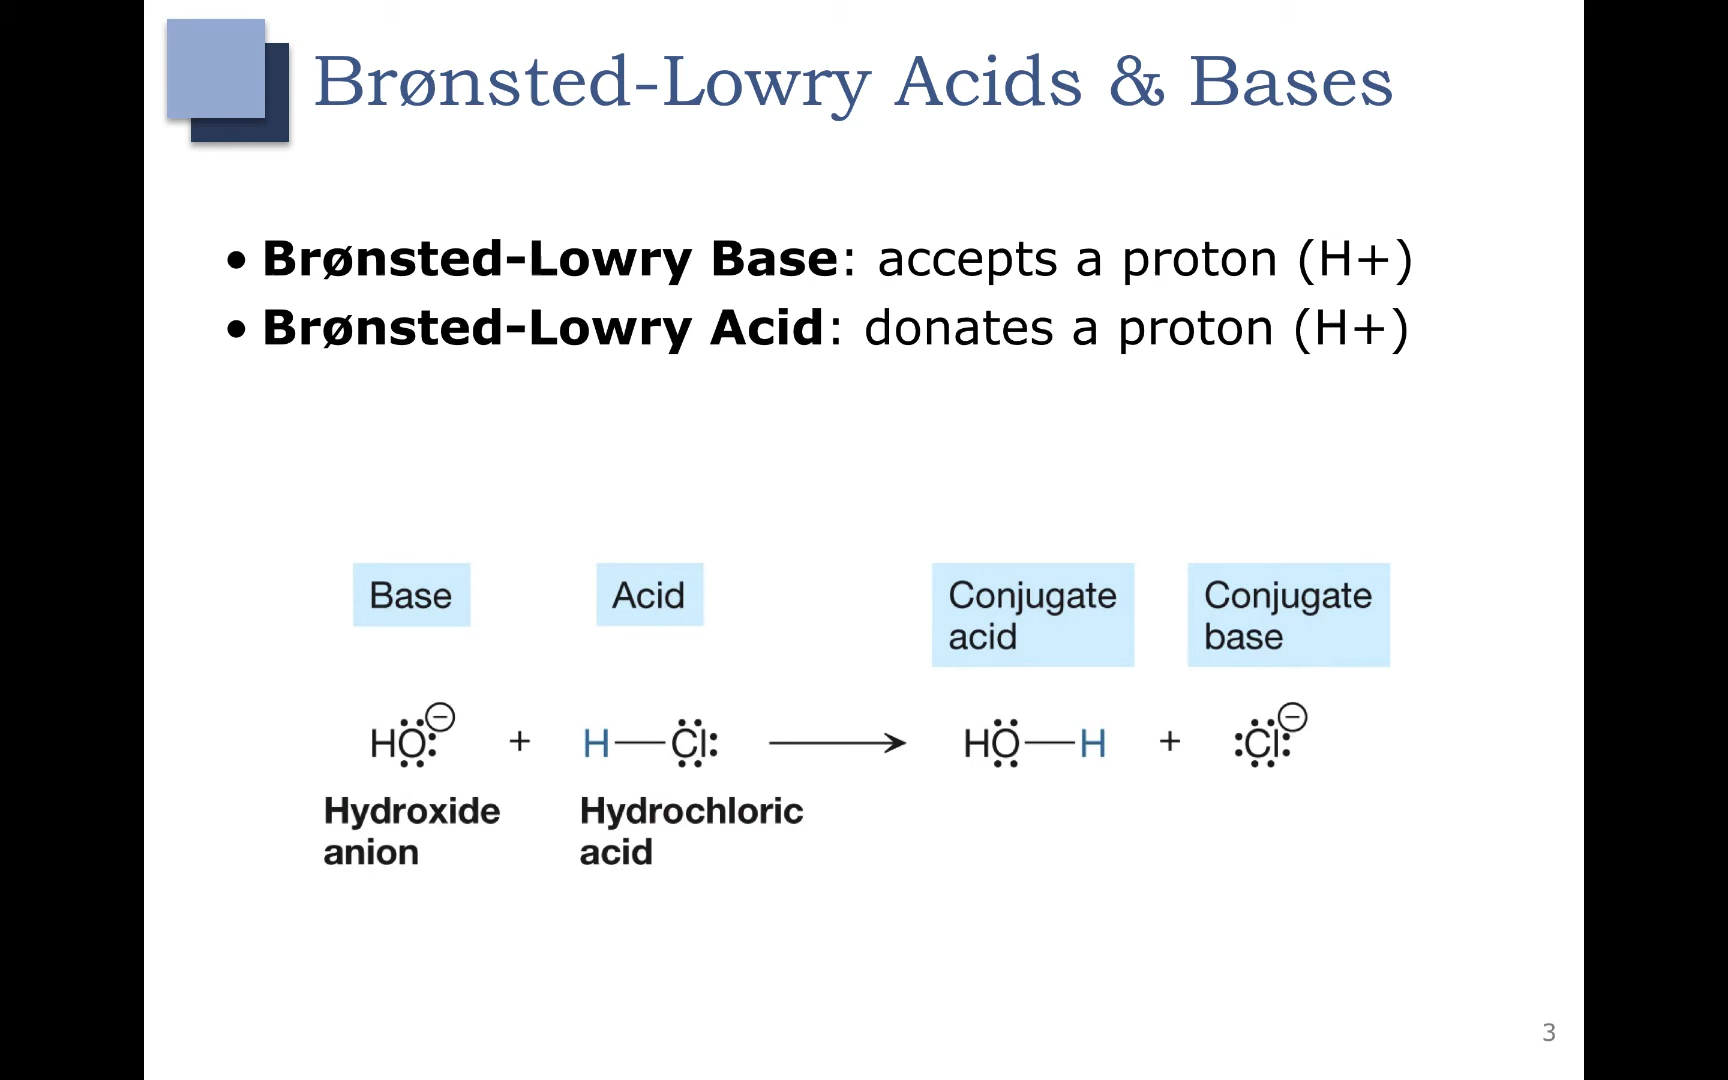 Brønsted-Lowry Acids & Bases
• Brønsted-Lowry Base: accepts a proton (H+)
• Brønsted-Lowry Acid: donates a proton (H+)
Base Acid Conjugate acid Conjugate base
HO:⊖ + H—Cl: → HO—H + :Cl:⊖
Hydroxide anion Hydrochloric acid
3